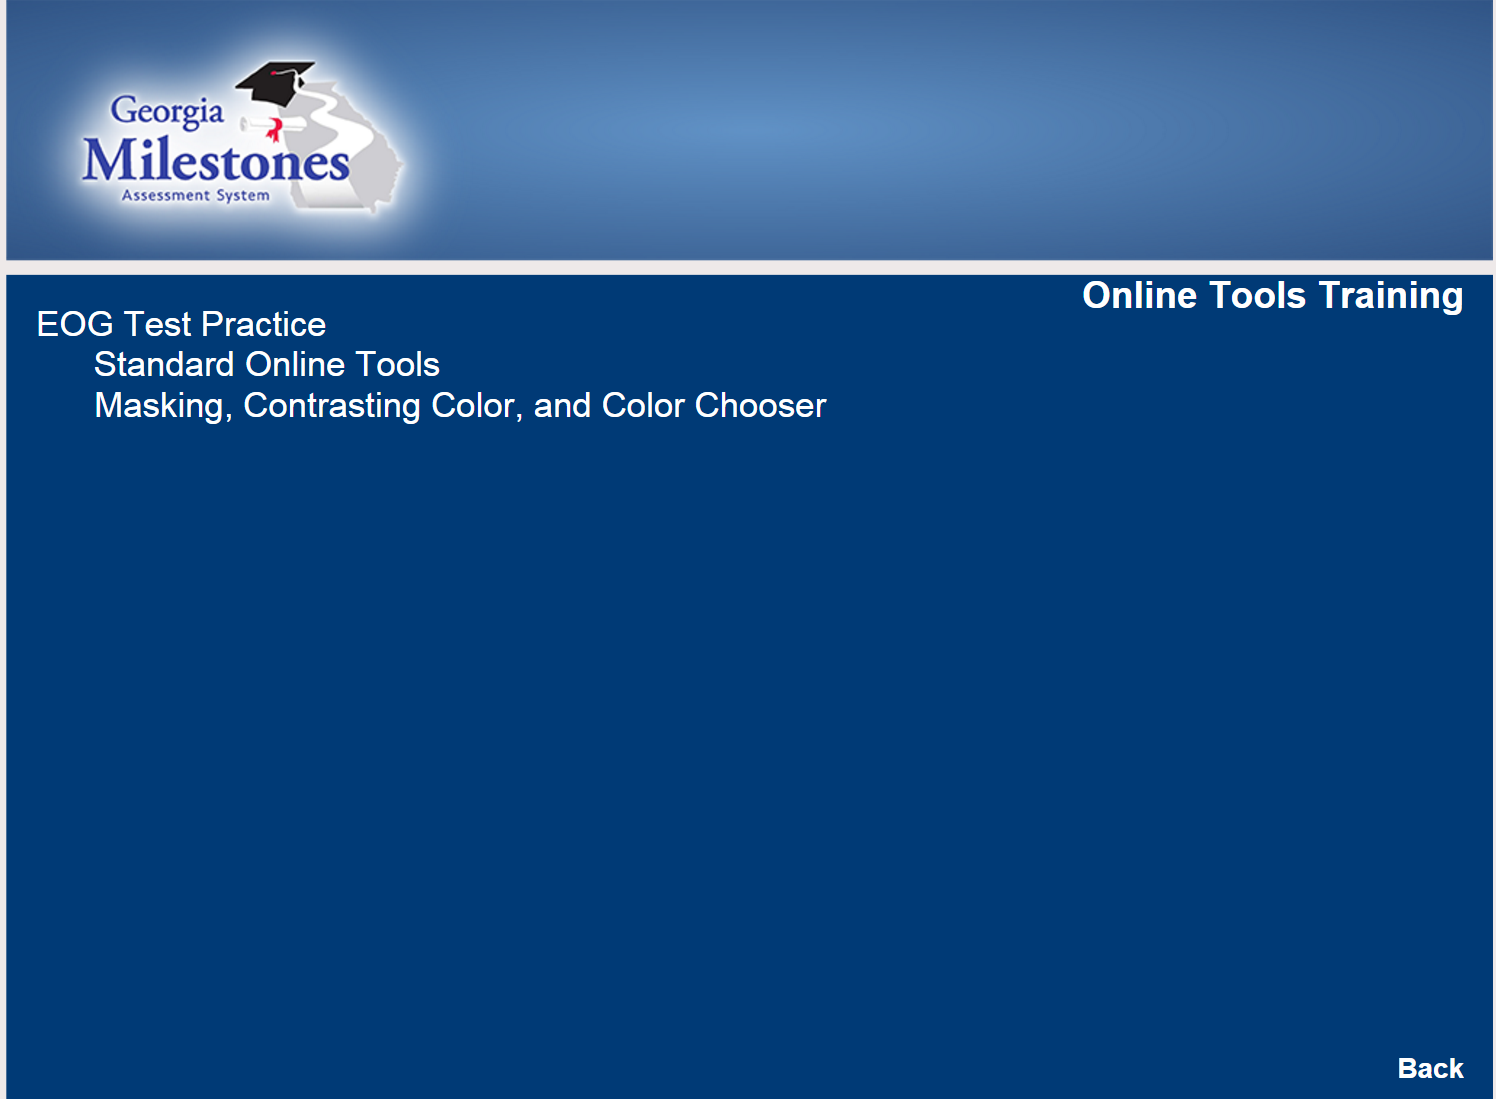 Georgia
Milestones
Assessment System
Online Tools Training
EOG Test Practice
Standard Online Tools
Masking, Contrasting Color, and Color Chooser
Back